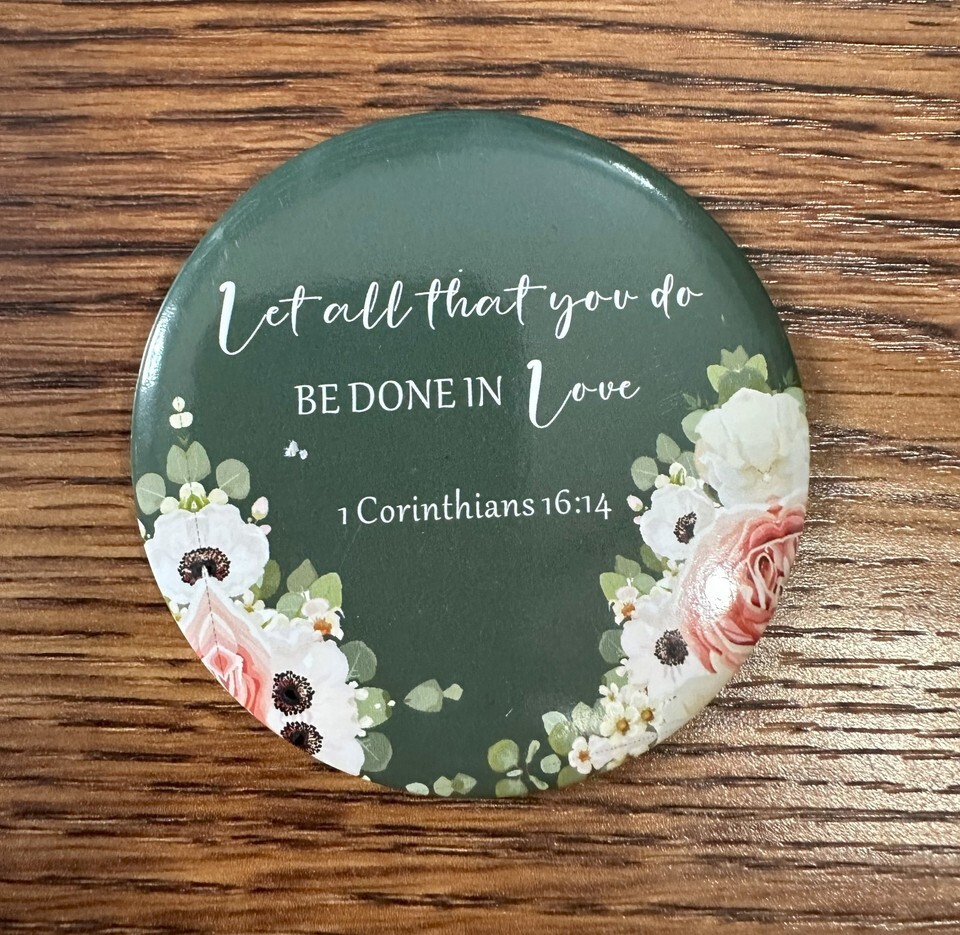 Let all that you do
BE DONE IN Love
1 Corinthians 16:14